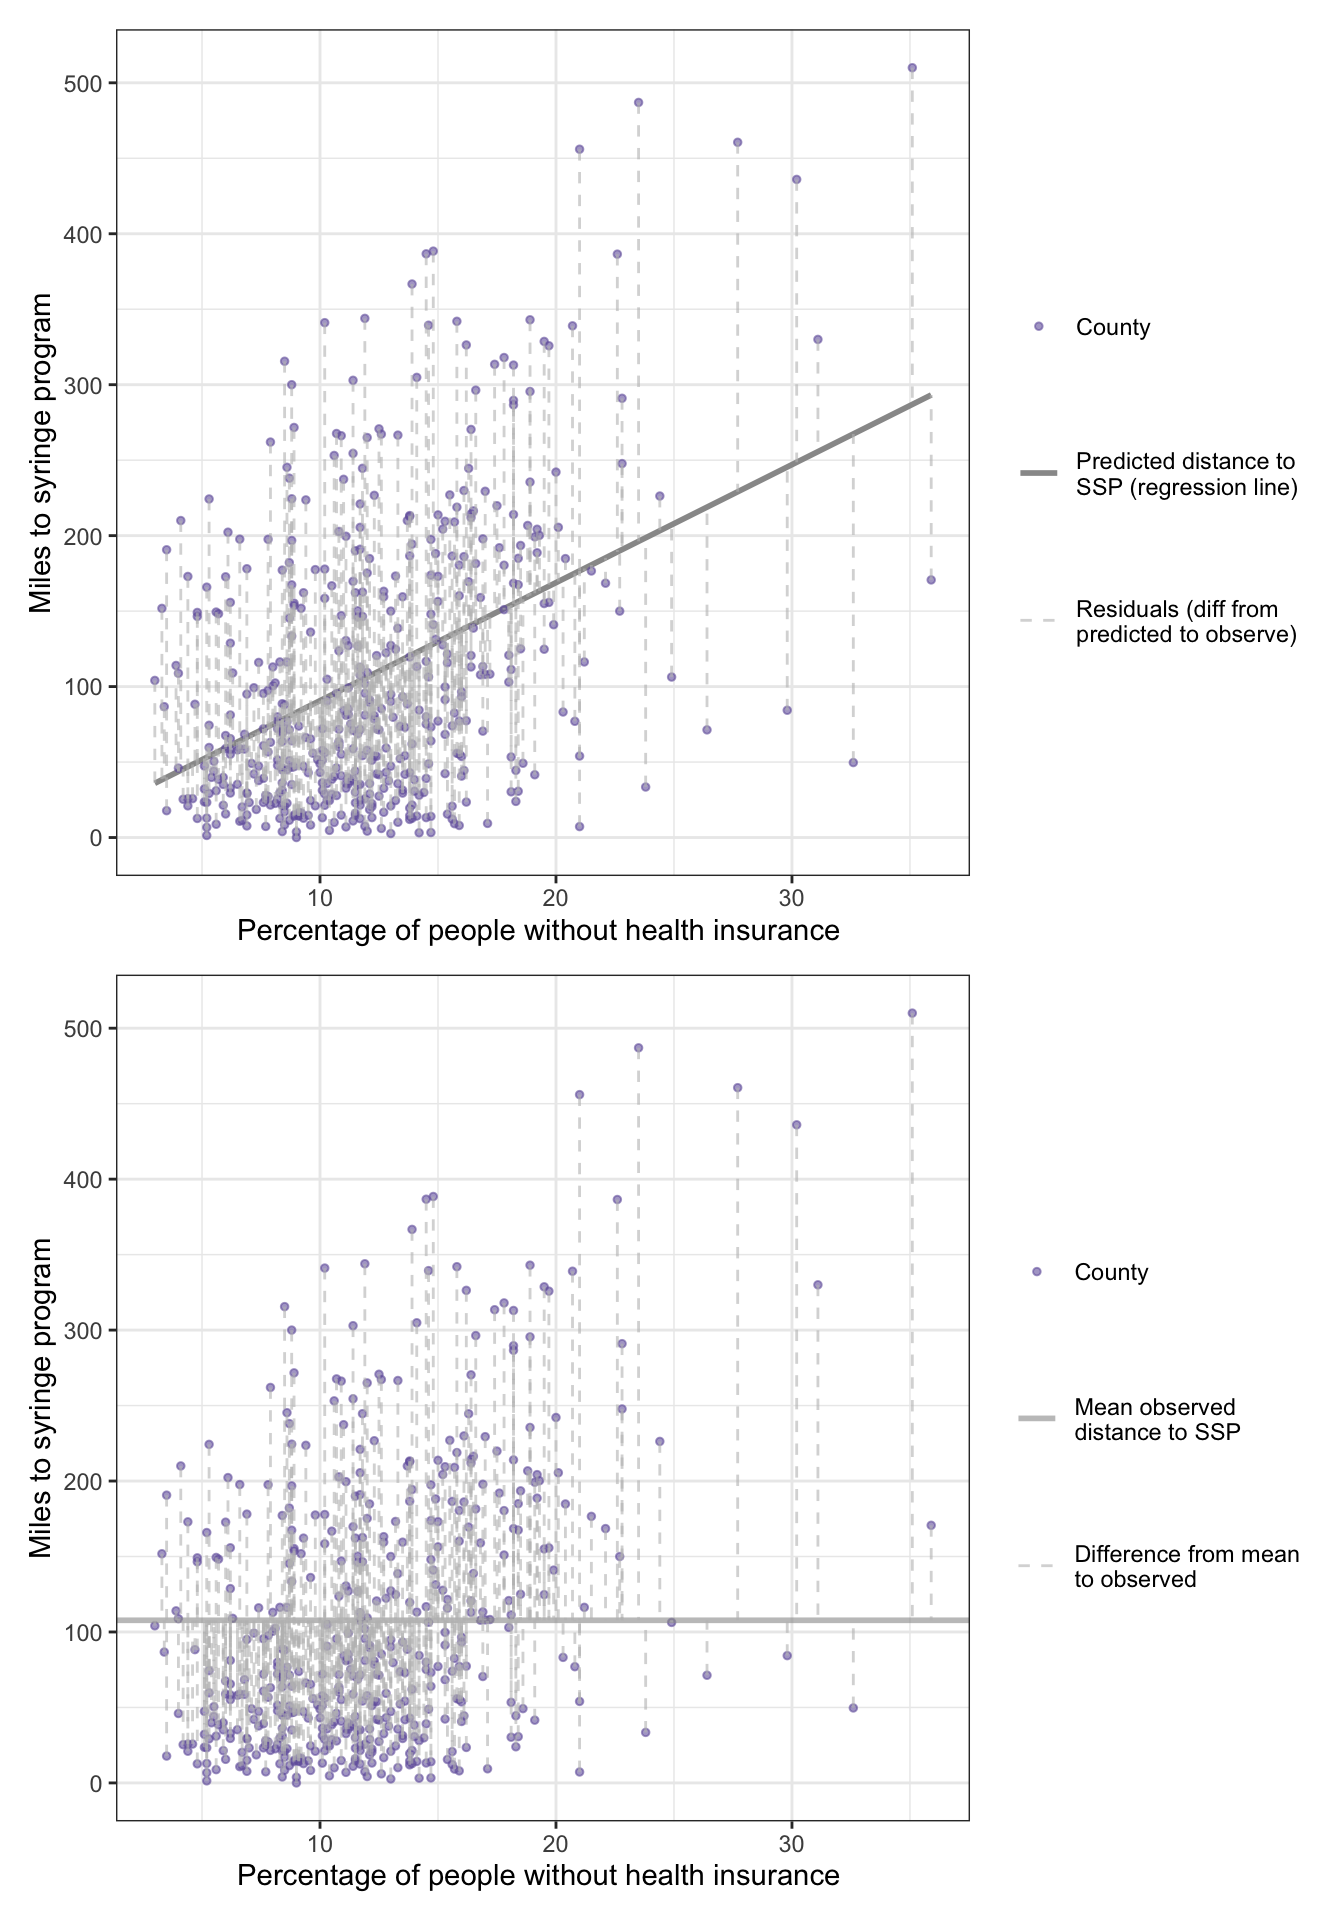 500
400
300
200
100
0
Miles to syringe program
10
20
30
Percentage of people without health insurance
County
Predicted distance to
SSP (regression line)
Residuals (diff from
predicted to observe)
500
400
300
200
100
0
Miles to syringe program
10
20
30
Percentage of people without health insurance
County
Mean observed
distance to SSP
Difference from mean
to observed